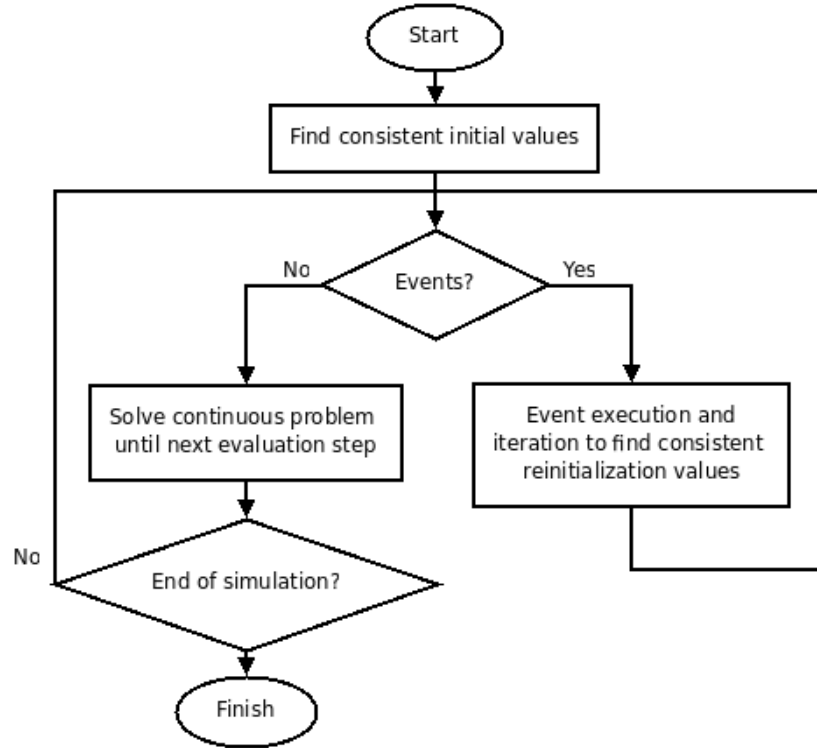 Start
Find consistent initial values
No
Events?
Yes
Solve continuous problem
until next evaluation step
Event execution and
iteration to find consistent
reinitialization values
No
End of simulation?
Finish